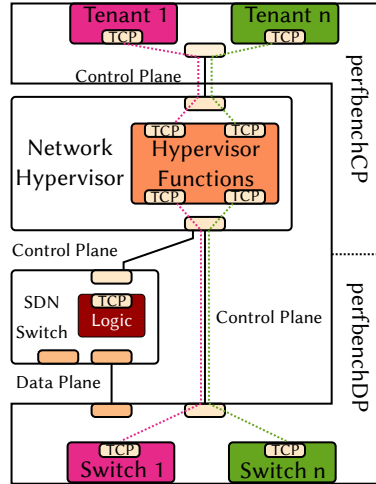 Tenant 1
Tenant n
TCP
TCP
Control Plane
perfbenchCP
TCP
TCP
Network
Hypervisor
Hypervisor
Functions
TCP
TCP
Control Plane
SDN
Switch
TCP
Logic
Control Plane
perfbenchDP
Data Plane
TCP
TCP
Switch 1
Switch n